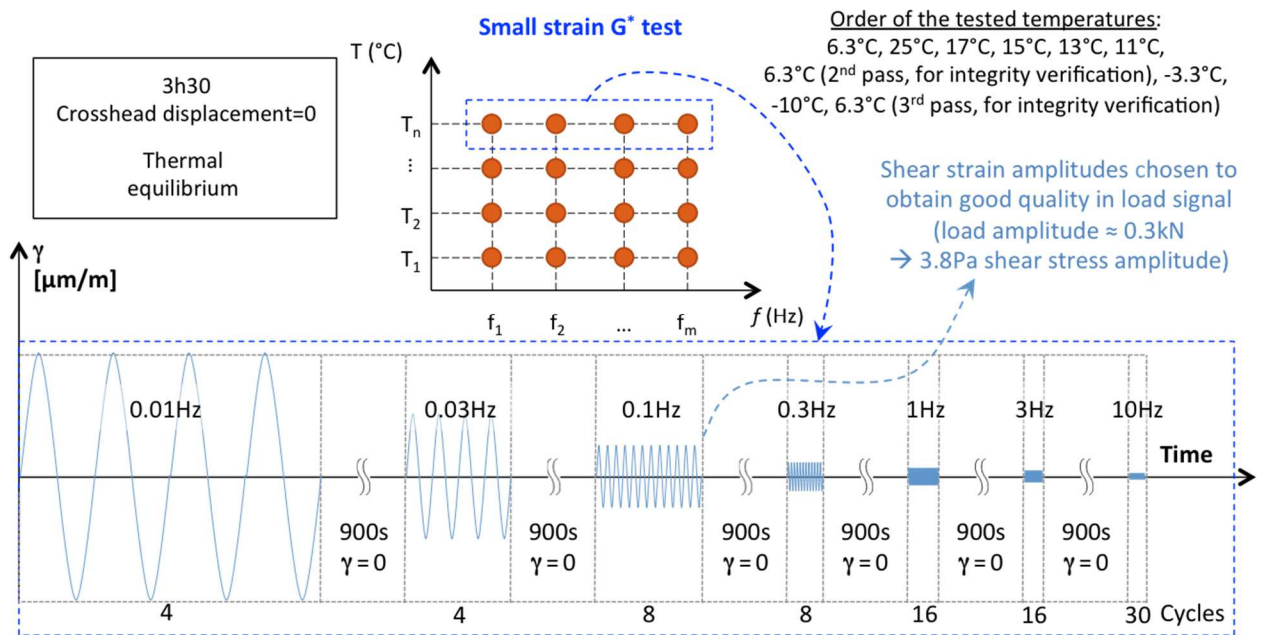 Small strain G* test
Order of the tested temperatures:
6.3°C, 25°C, 17°C, 15°C, 13°C, 11°C,
6.3°C (2nd pass, for integrity verification), -3.3°C,
-10°C, 6.3°C (3rd pass, for integrity verification)
3h30
Crosshead displacement=0
Thermal
equilibrium
T (°C)
Tn
⋮
T2
T1
f1 f2 ... fm f (Hz)
Shear strain amplitudes chosen to
obtain good quality in load signal
(load amplitude ≈ 0.3kN
→ 3.8Pa shear stress amplitude)
γ
[μm/m]
0.01Hz 0.03Hz 0.1Hz 0.3Hz 1Hz 3Hz 10Hz
Time
900s 900s 900s 900s 900s 900s
γ=0 γ=0 γ=0 γ=0 γ=0 γ=0
4 4 8 8 16 16 30 Cycles